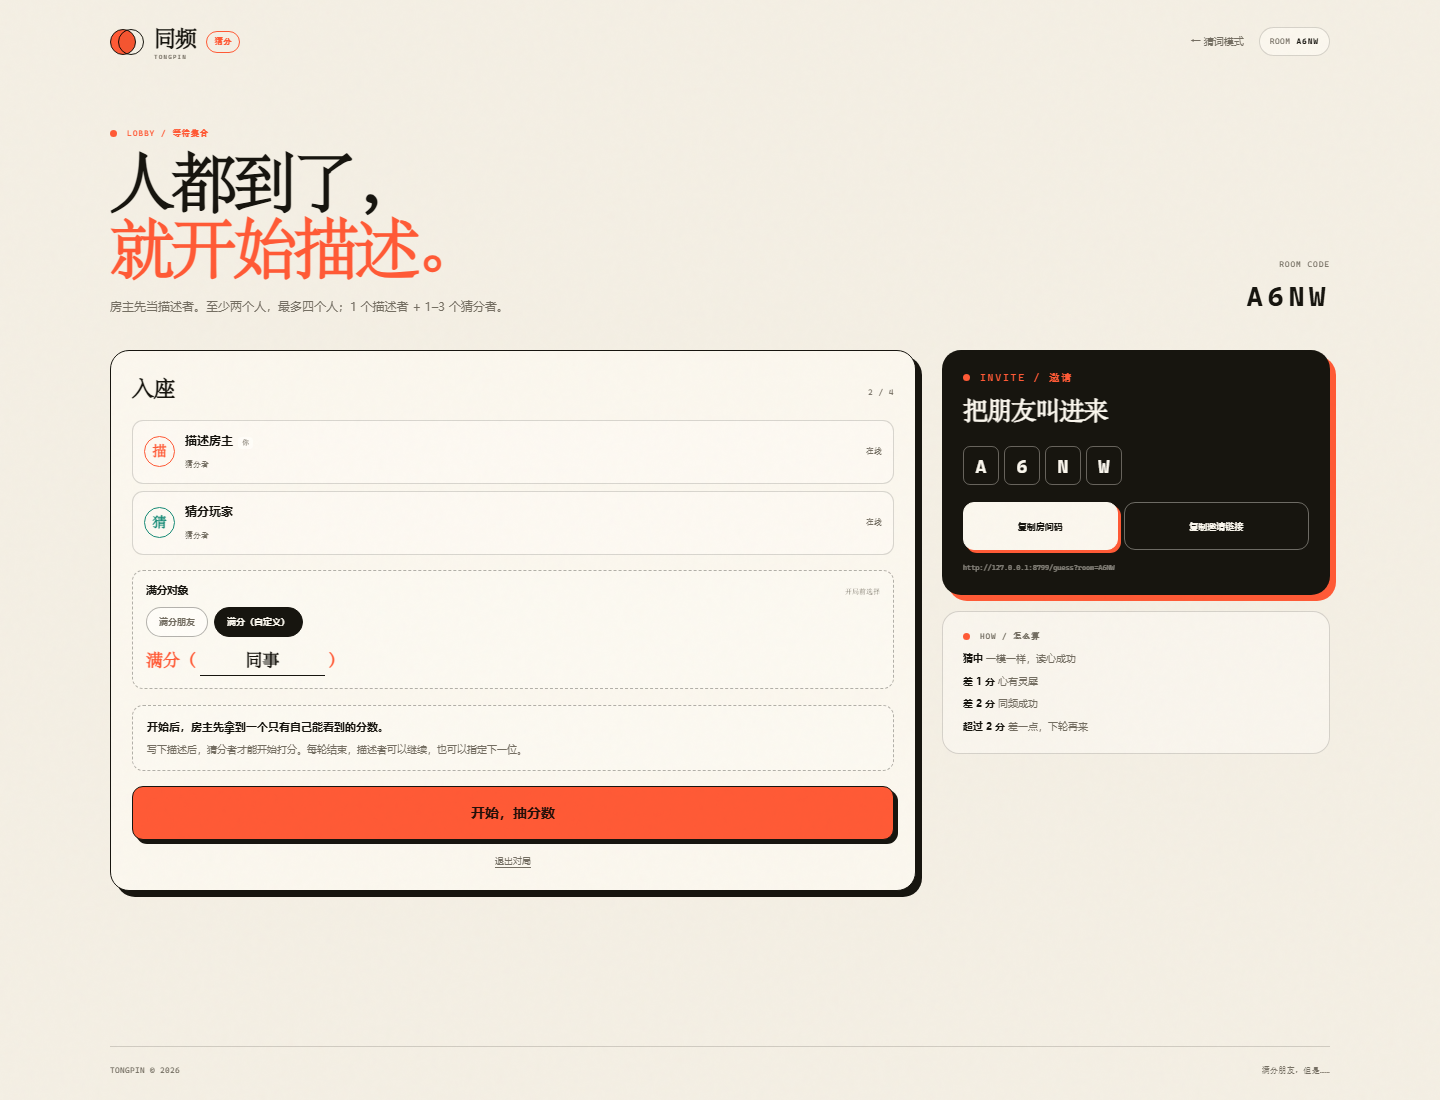 同频
TONGPIN
猜分
← 猜词模式
ROOM A6NW
LOBBY / 等待集合
人都到了，
就开始描述。
房主先当描述者。至少两个人，最多四个人；1 个描述者 + 1–3 个猜分者。
ROOM CODE
A6NW
入座
2 / 4
描
描述房主 你
猜分者
在线
猜
猜分玩家
猜分者
在线
满分对象
开局前选择
满分朋友
满分（自定义）
满分（ 同事 ）
开始后，房主先拿到一个只有自己能看到的分数。
写下描述后，猜分者才能开始打分。每轮结束，描述者可以继续，也可以指定下一位。
开始，抽分数
退出对局
INVITE / 邀请
把朋友叫进来
A 6 N W
复制房间码
复制邀请链接
http://127.0.0.1:8799/guess?room=A6NW
HOW / 怎么算
猜中 一模一样，读心成功
差 1 分 心有灵犀
差 2 分 同频成功
超过 2 分 差一点，下轮再来
TONGPIN © 2026
满分朋友，但是……